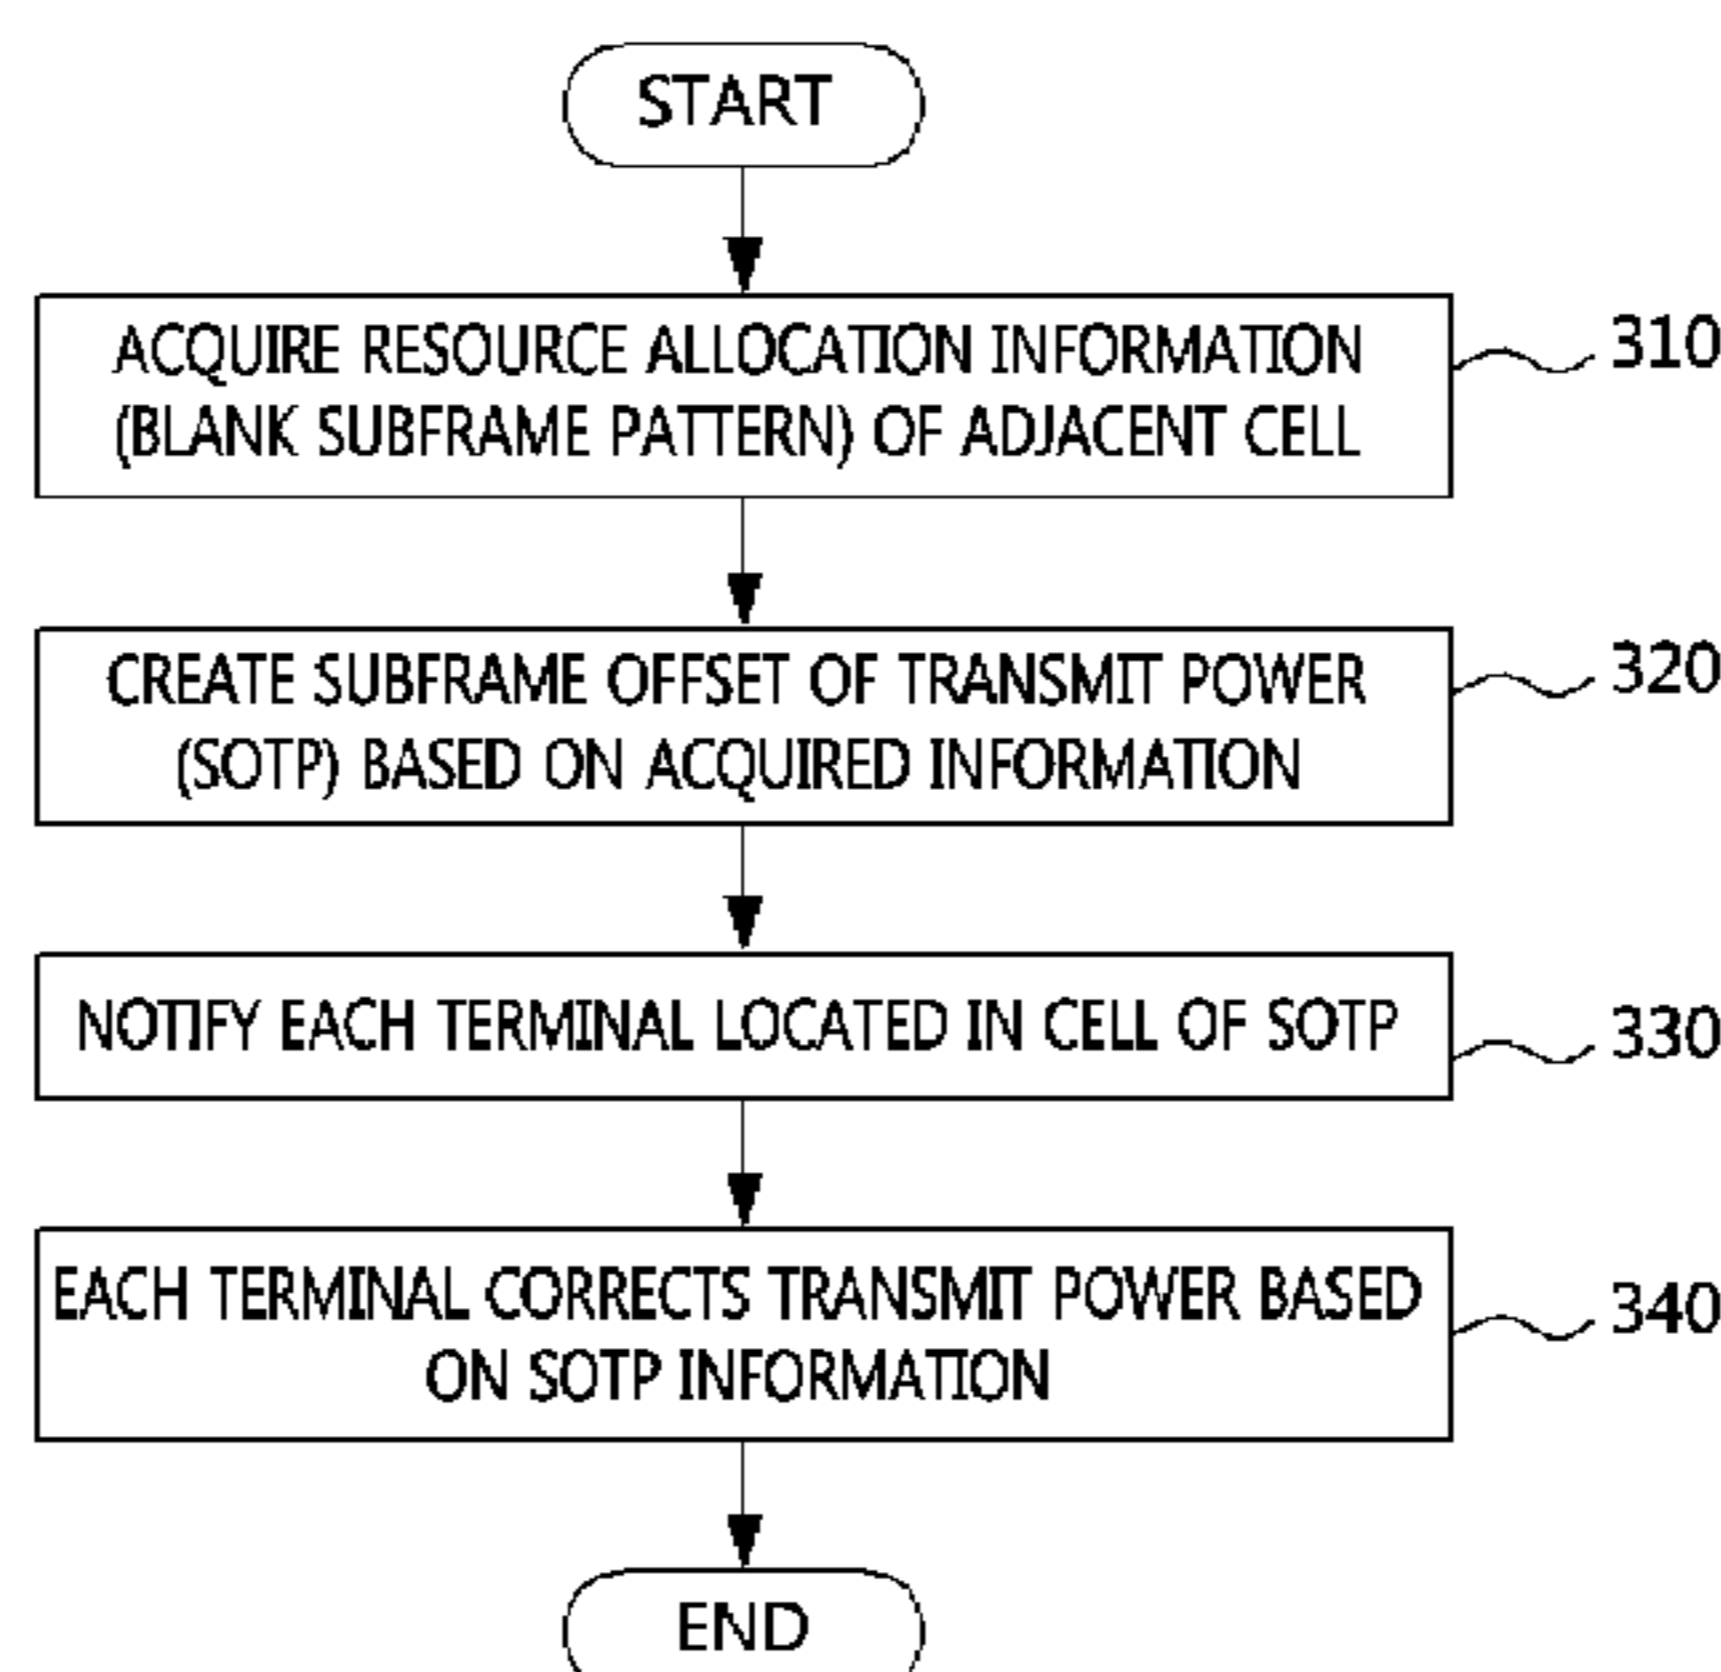 START
ACQUIRE RESOURCE ALLOCATION INFORMATION
(BLANK SUBFRAME PATTERN) OF ADJACENT CELL
310
CREATE SUBFRAME OFFSET OF TRANSMIT POWER
(SOTP) BASED ON ACQUIRED INFORMATION
320
NOTIFY EACH TERMINAL LOCATED IN CELL OF SOTP
330
EACH TERMINAL CORRECTS TRANSMIT POWER BASED
ON SOTP INFORMATION
340
END